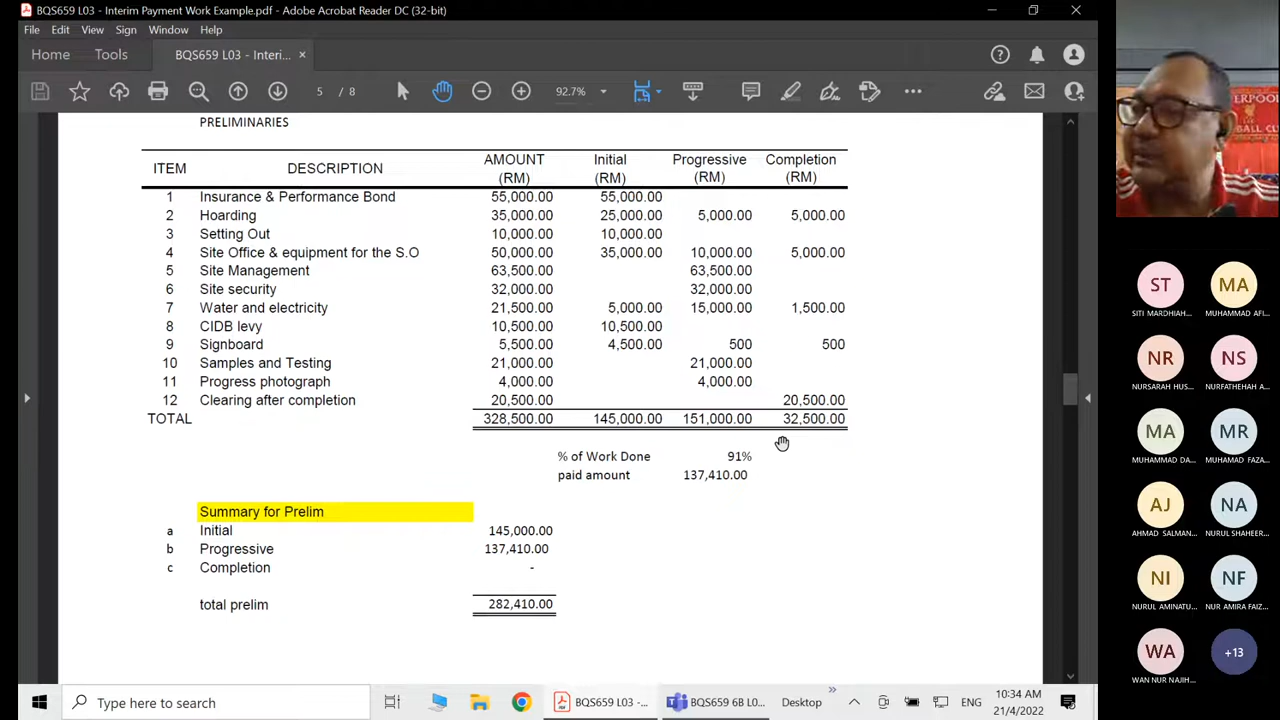 BQS659 L03 - Interim Payment Work Example.pdf - Adobe Acrobat Reader DC (32-bit)
File Edit View Sign Window Help
Home Tools BQS659 L03 - Interi... ×
5 / 8 92.7%
PRELIMINARIES
ITEM DESCRIPTION AMOUNT (RM) Initial (RM) Progressive (RM) Completion (RM)
1 Insurance & Performance Bond 55,000.00 55,000.00
2 Hoarding 35,000.00 25,000.00 5,000.00 5,000.00
3 Setting Out 10,000.00 10,000.00
4 Site Office & equipment for the S.O 50,000.00 35,000.00 10,000.00 5,000.00
5 Site Management 63,500.00 63,500.00
6 Site security 32,000.00 32,000.00
7 Water and electricity 21,500.00 5,000.00 15,000.00 1,500.00
8 CIDB levy 10,500.00 10,500.00
9 Signboard 5,500.00 4,500.00 500 500
10 Samples and Testing 21,000.00 21,000.00
11 Progress photograph 4,000.00 4,000.00
12 Clearing after completion 20,500.00 20,500.00
TOTAL 328,500.00 145,000.00 151,000.00 32,500.00
% of Work Done 91%
paid amount 137,410.00
Summary for Prelim
a Initial 145,000.00
b Progressive 137,410.00
c Completion -
total prelim 282,410.00
ERPOOL
BALL CL
ST MA
SITI MARDHIAH... MUHAMMAD AFI...
NR NS
NURSARAH HUS... NURFATHEHAH A...
MA MR
MUHAMMAD DA... MUHAMAD FAZA...
AJ NA
AHMAD SALMAN... NURUL SHAHEER...
NI NF
NURUL AMINATU... NUR AMIRA FAIZ...
WA +13
WAN NUR NAJIH...
Type here to search BQS659 L03 -... BQS659 6B L0... Desktop » ENG 10:34 AM
21/4/2022